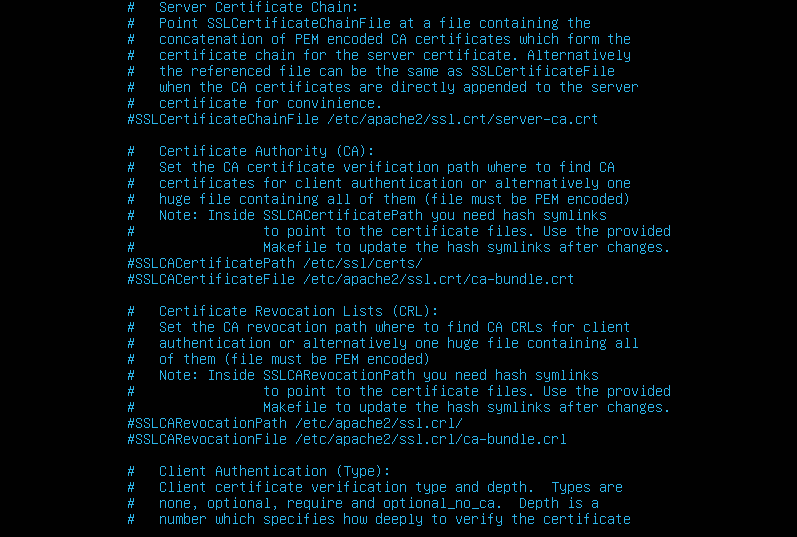 #   Server Certificate Chain:
#   Point SSLCertificateChainFile at a file containing the
#   concatenation of PEM encoded CA certificates which form the
#   certificate chain for the server certificate. Alternatively
#   the referenced file can be the same as SSLCertificateFile
#   when the CA certificates are directly appended to the server
#   certificate for convinience.
#SSLCertificateChainFile /etc/apache2/ssl.crt/server-ca.crt

#   Certificate Authority (CA):
#   Set the CA certificate verification path where to find CA
#   certificates for client authentication or alternatively one
#   huge file containing all of them (file must be PEM encoded)
#   Note: Inside SSLCACertificatePath you need hash symlinks
#                to point to the certificate files. Use the provided
#                Makefile to update the hash symlinks after changes.
#SSLCACertificatePath /etc/ssl/certs/
#SSLCACertificateFile /etc/apache2/ssl.crt/ca-bundle.crt

#   Certificate Revocation Lists (CRL):
#   Set the CA revocation path where to find CA CRLs for client
#   authentication or alternatively one huge file containing all
#   of them (file must be PEM encoded)
#   Note: Inside SSLCARevocationPath you need hash symlinks
#                to point to the certificate files. Use the provided
#                Makefile to update the hash symlinks after changes.
#SSLCARevocationPath /etc/apache2/ssl.crl/
#SSLCARevocationFile /etc/apache2/ssl.crl/ca-bundle.crl

#   Client Authentication (Type):
#   Client certificate verification type and depth.  Types are
#   none, optional, require and optional_no_ca.  Depth is a
#   number which specifies how deeply to verify the certificate